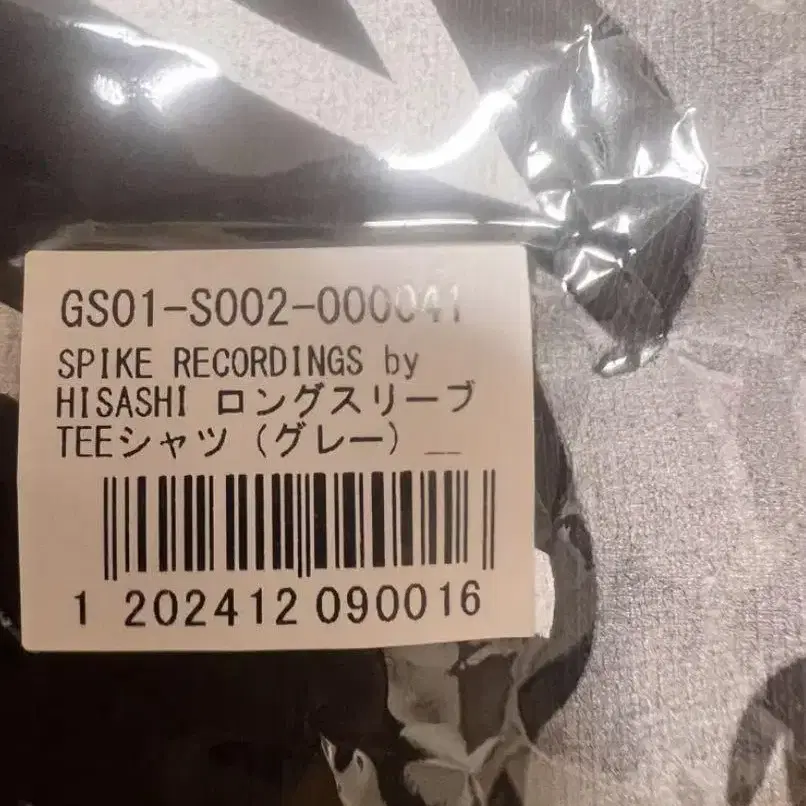 GS01-S002-000041
SPIKE RECORDINGS by
HISASHI ロングスリーブ
TEEシャツ (グレー) __
1 202412 090016